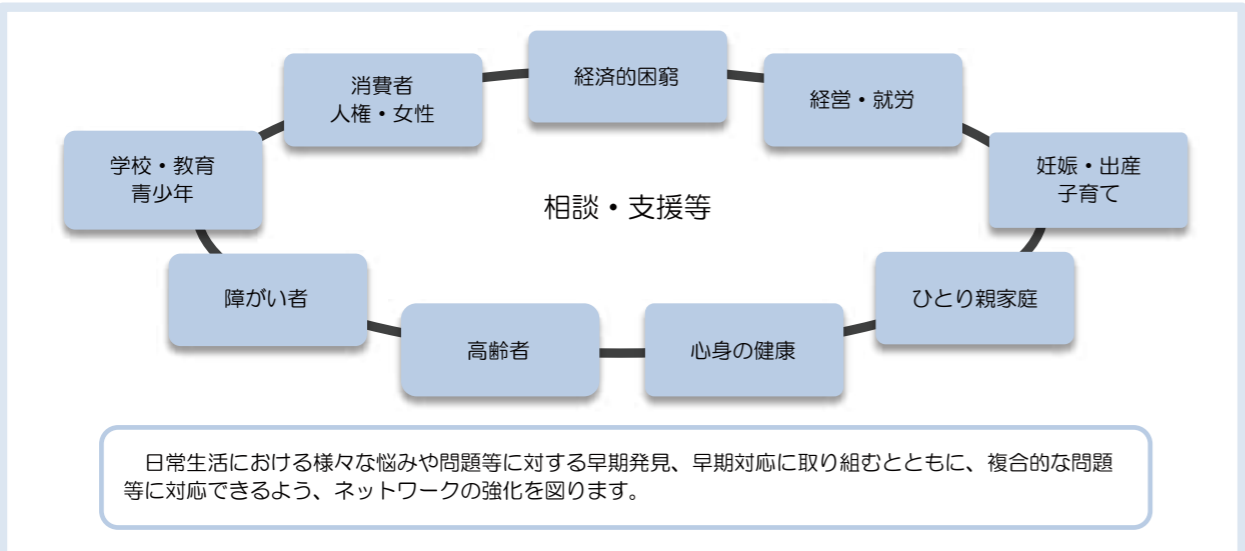 経済的困窮
消費者
人権・女性
経営・就労
学校・教育
青少年
妊娠・出産
子育て
相談・支援等
障がい者
ひとり親家庭
高齢者
心身の健康
日常生活における様々な悩みや問題等に対する早期発見、早期対応に取り組むとともに、複合的な問題
等に対応できるよう、ネットワークの強化を図ります。